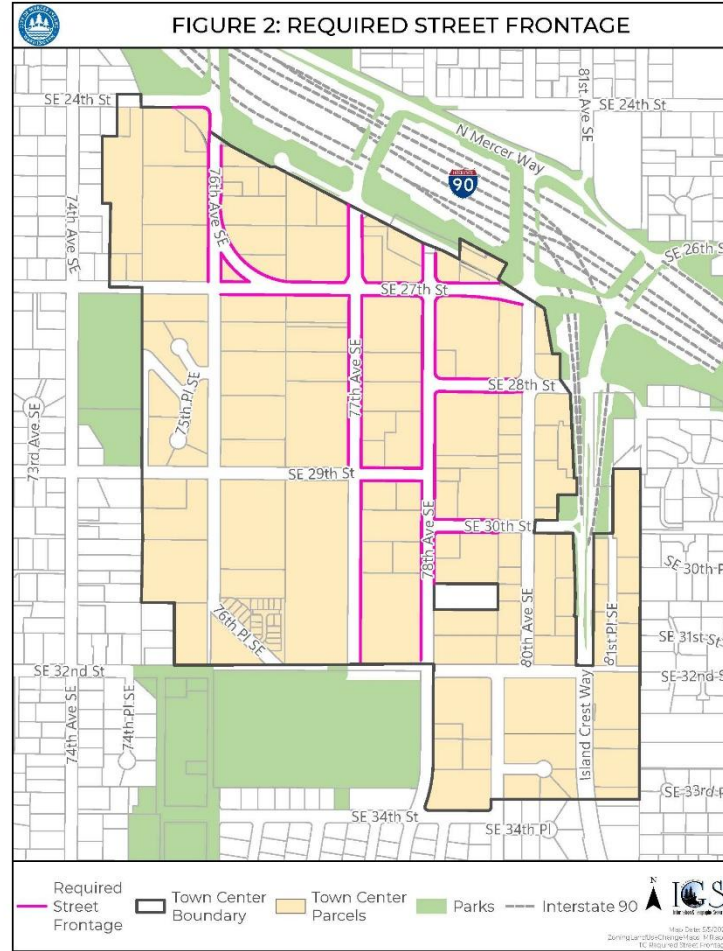 FIGURE 2: REQUIRED STREET FRONTAGE
SE 24th St
81st Ave SE
SE 24th St
N Mercer Way
90
74th Ave SE
76th Ave SE
SE 26th S
SE 27th St
77th Ave SE
75th Pl SE
SE 28th St
73rd Ave SE
SE 29th St
78th Ave SE
SE 30th St
SE 30th P
80th Ave SE
81st Pl SE
76th Pl SE
SE 31st St
SE 32nd St
SE 32nd S
74th Ave SE
74th Pl SE
Island Crest Way
SE 33rd P
SE 34th St
SE 34th Pl
Required Street Frontage
Town Center Boundary
Town Center Parcels
Parks
Interstate 90
N
IGS